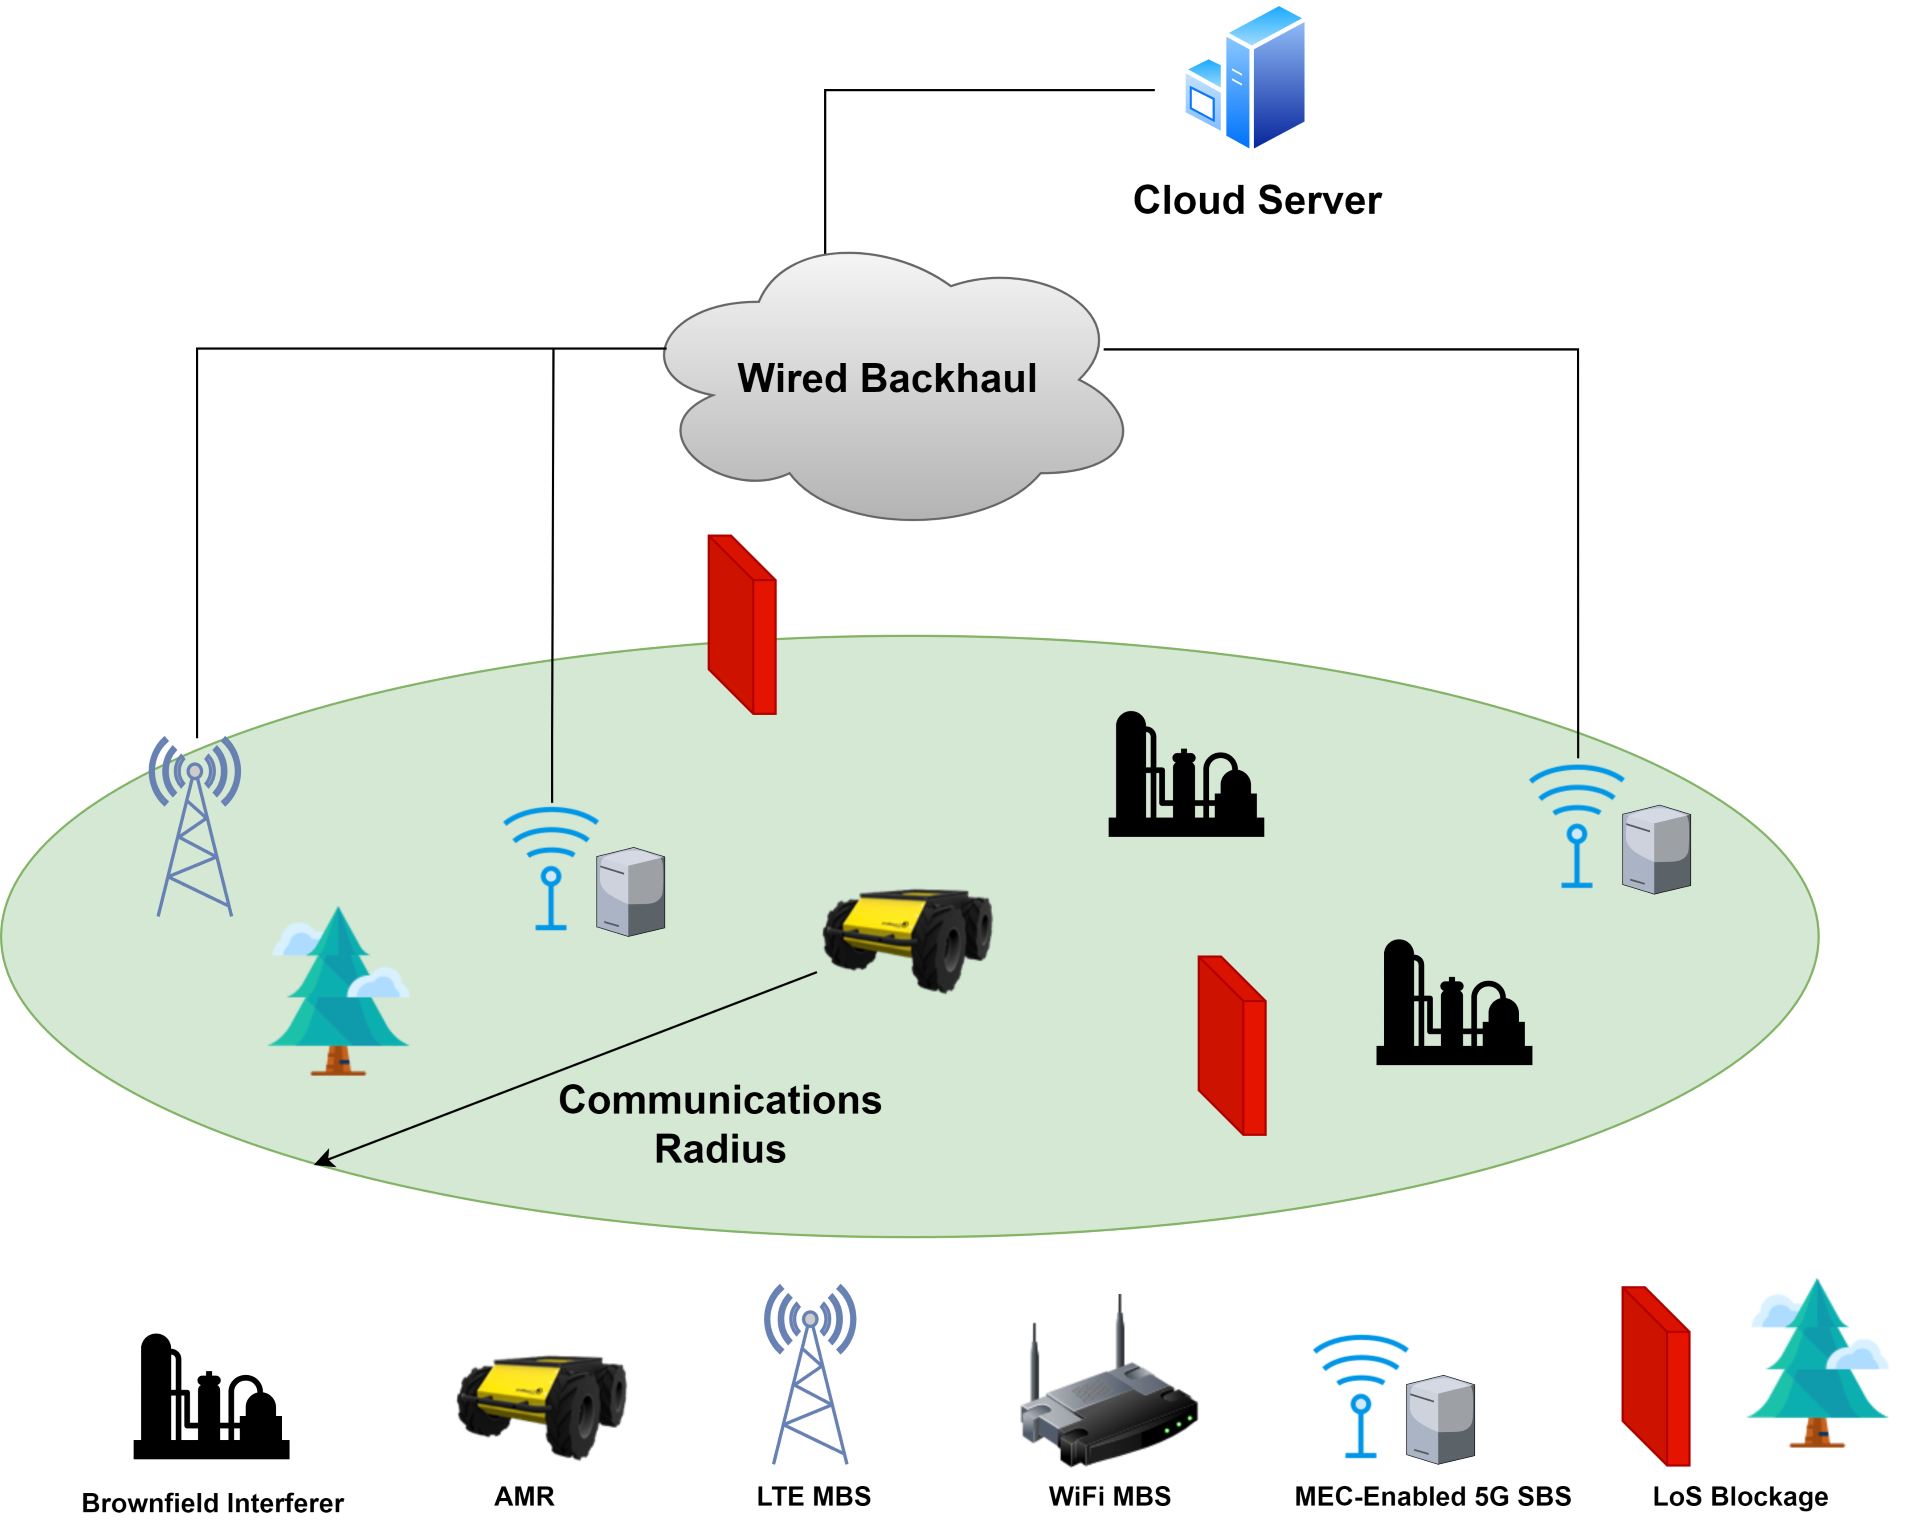 Cloud Server
Wired Backhaul
Communications
Radius
Brownfield Interferer
AMR
LTE MBS
WiFi MBS
MEC-Enabled 5G SBS
LoS Blockage